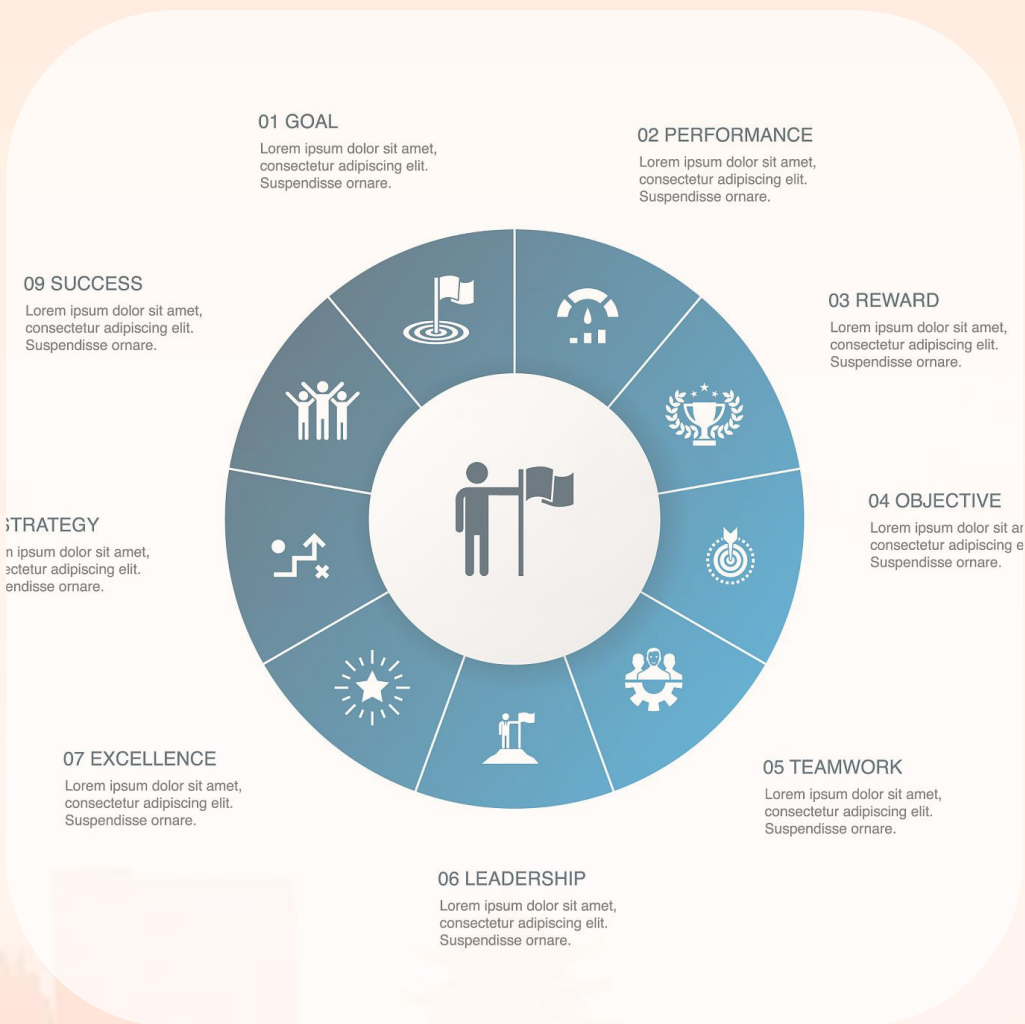 01 GOAL
Lorem ipsum dolor sit amet,
consectetur adipiscing elit.
Suspendisse ornare.
02 PERFORMANCE
Lorem ipsum dolor sit amet,
consectetur adipiscing elit.
Suspendisse ornare.
03 REWARD
Lorem ipsum dolor sit amet,
consectetur adipiscing elit.
Suspendisse ornare.
04 OBJECTIVE
Lorem ipsum dolor sit
consectetur adipiscing
Suspendisse ornare.
05 TEAMWORK
Lorem ipsum dolor sit amet,
consectetur adipiscing elit.
Suspendisse ornare.
06 LEADERSHIP
Lorem ipsum dolor sit amet,
consectetur adipiscing elit.
Suspendisse ornare.
07 EXCELLENCE
Lorem ipsum dolor sit amet,
consectetur adipiscing elit.
Suspendisse ornare.
STRATEGY
ipsum dolor sit amet,
adipiscing elit.
ornare.
09 SUCCESS
Lorem ipsum dolor sit amet,
consectetur adipiscing elit.
Suspendisse ornare.